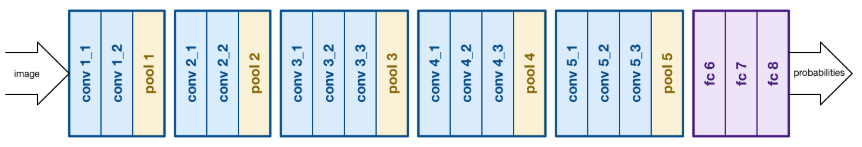 image
conv 1_1
conv 1_2
pool 1
conv 2_1
conv 2_2
pool 2
conv 3_1
conv 3_2
conv 3_3
pool 3
conv 4_1
conv 4_2
conv 4_3
pool 4
conv 5_1
conv 5_2
conv 5_3
pool 5
fc 6
fc 7
fc 8
probabilities